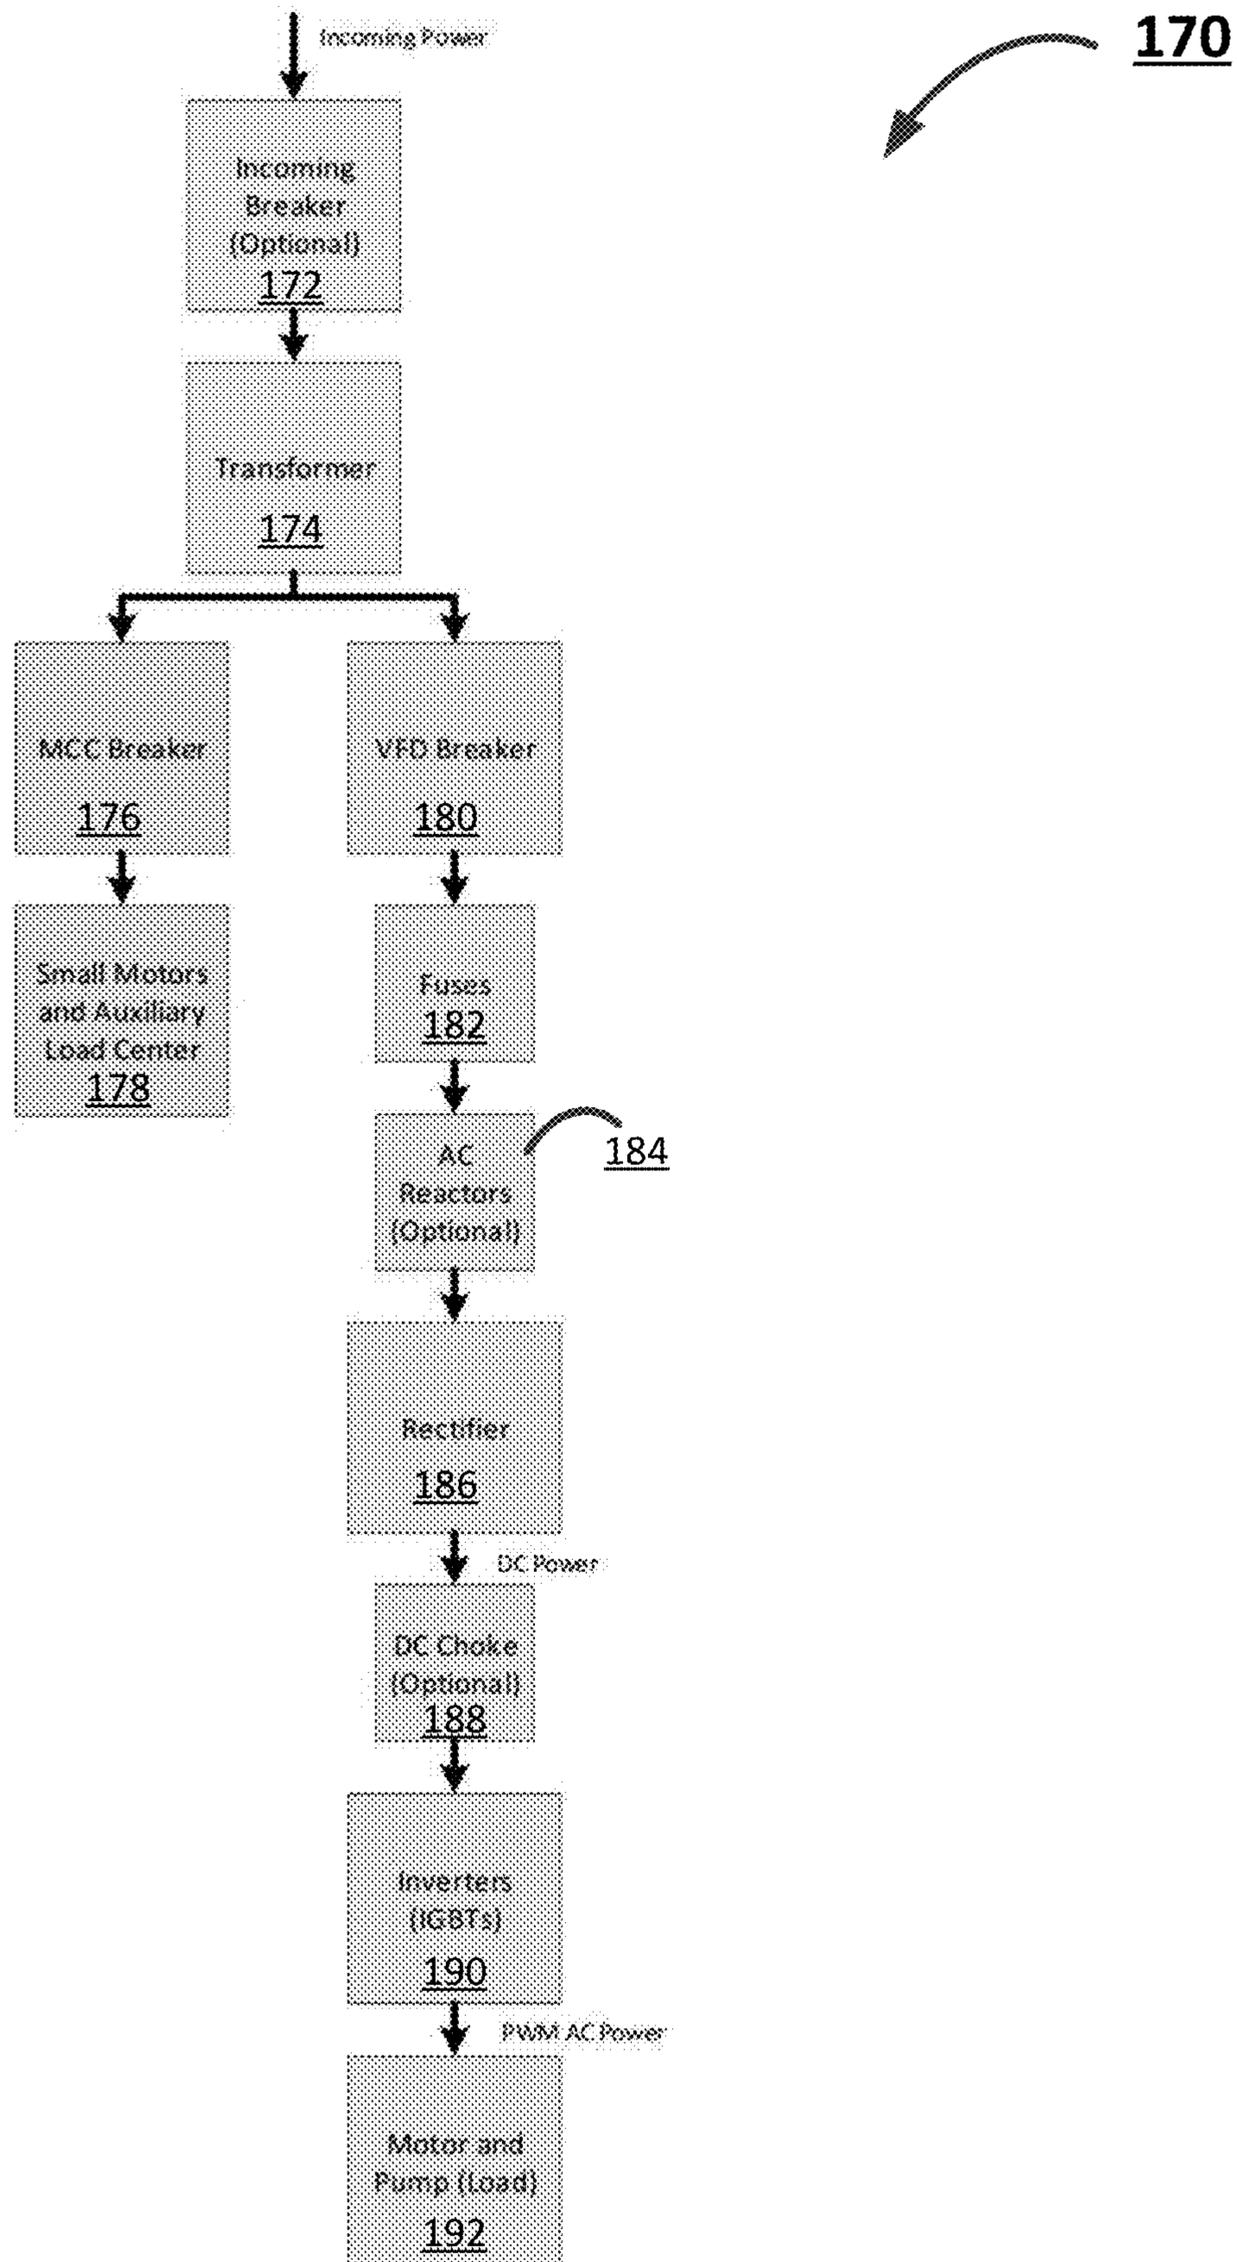 Incoming Power
170
Incoming
Breaker
(Optional)
172
Transformer
174
MCC Breaker
176
VFD Breaker
180
Small Motors
and Auxiliary
Load Center
178
Fuses
182
AC
Reactors
(Optional)
184
Rectifier
186
DC Power
DC Choke
(Optional)
188
Inverters
(IGBTs)
190
PWM AC Power
Motor and
Pump (Load)
192